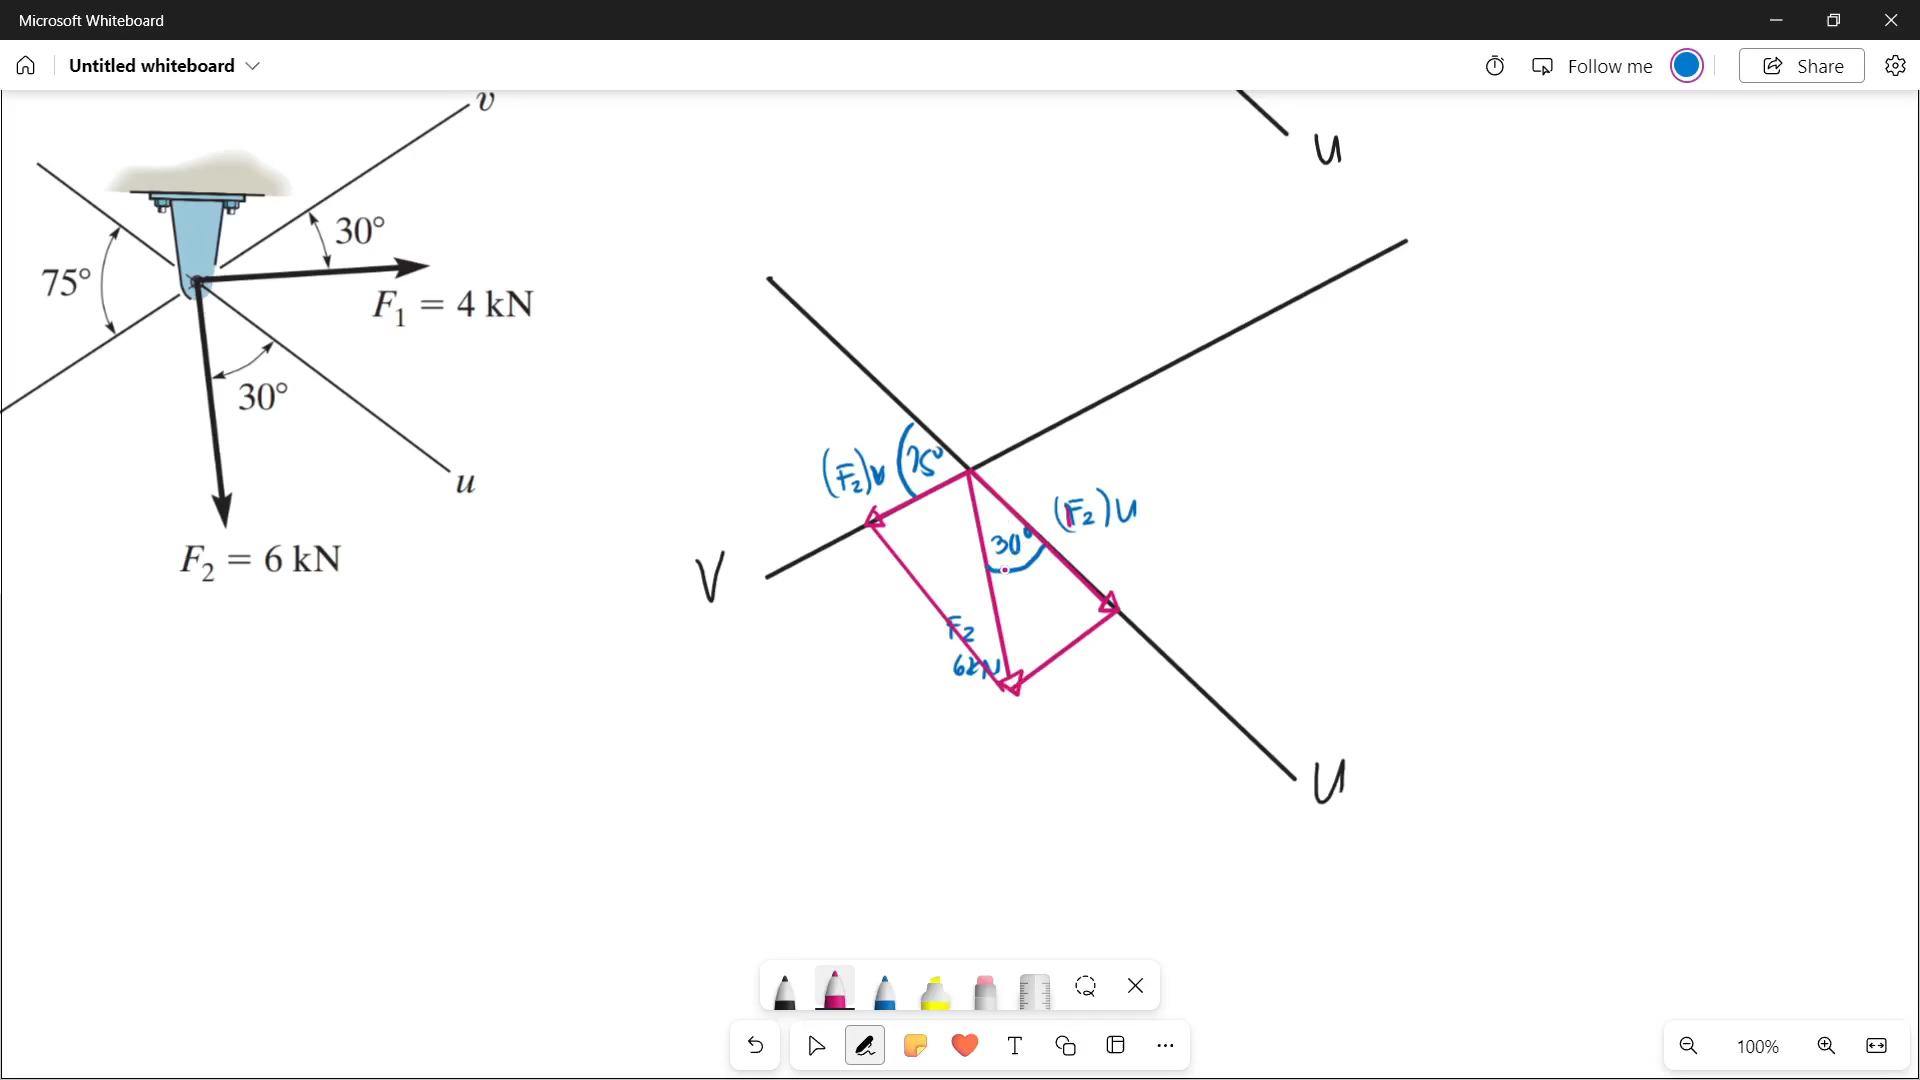 Microsoft Whiteboard
Untitled whiteboard
Follow me
Share
v
U
30°
75°
F1 = 4 kN
30°
u
F2 = 6 kN
(F2)v
75°
(F2)U
30°
V
F2
6kN
U
100%